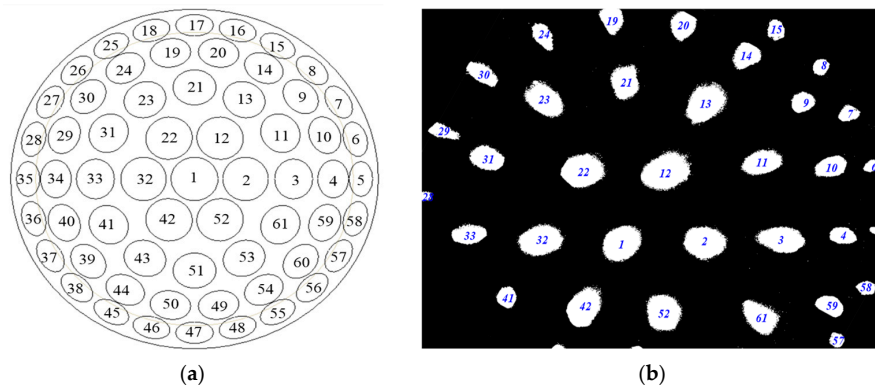 17
18 16
25 19 20 15
26 24 14 8
21
27 30 23 13 9 7
28 29 31 22 12 11 10 6
35 34 33 32 1 2 3 4 5
36 40 41 42 52 61 59 58
37 39 43 53 60 57
51
38 44 54 56
45 50 49 55
46 47 48
(a)
19 20 15
24
14
30 21 8
23 13 9 7
29
31 22 12 11 10
28
33 32 1 2 3 4
41 42 52 61 59 58
57
(b)